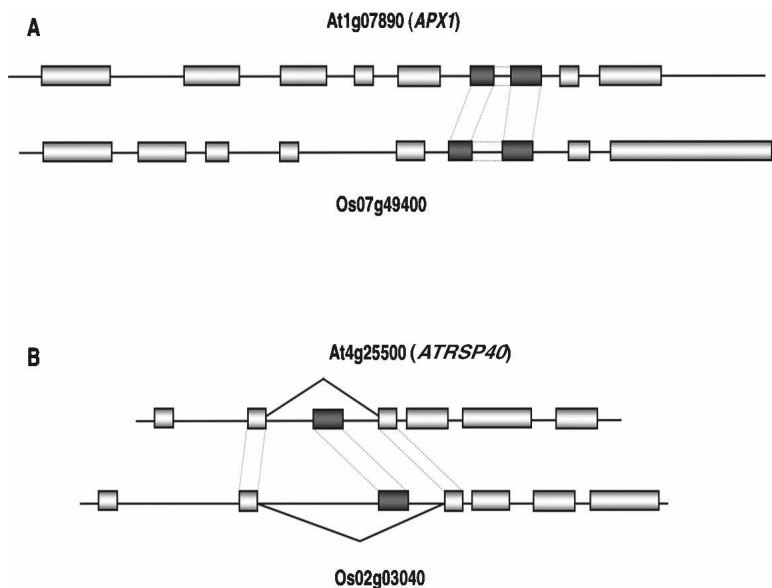 A
At1g07890 (APX1)
Os07g49400
B
At4g25500 (ATRSP40)
Os02g03040